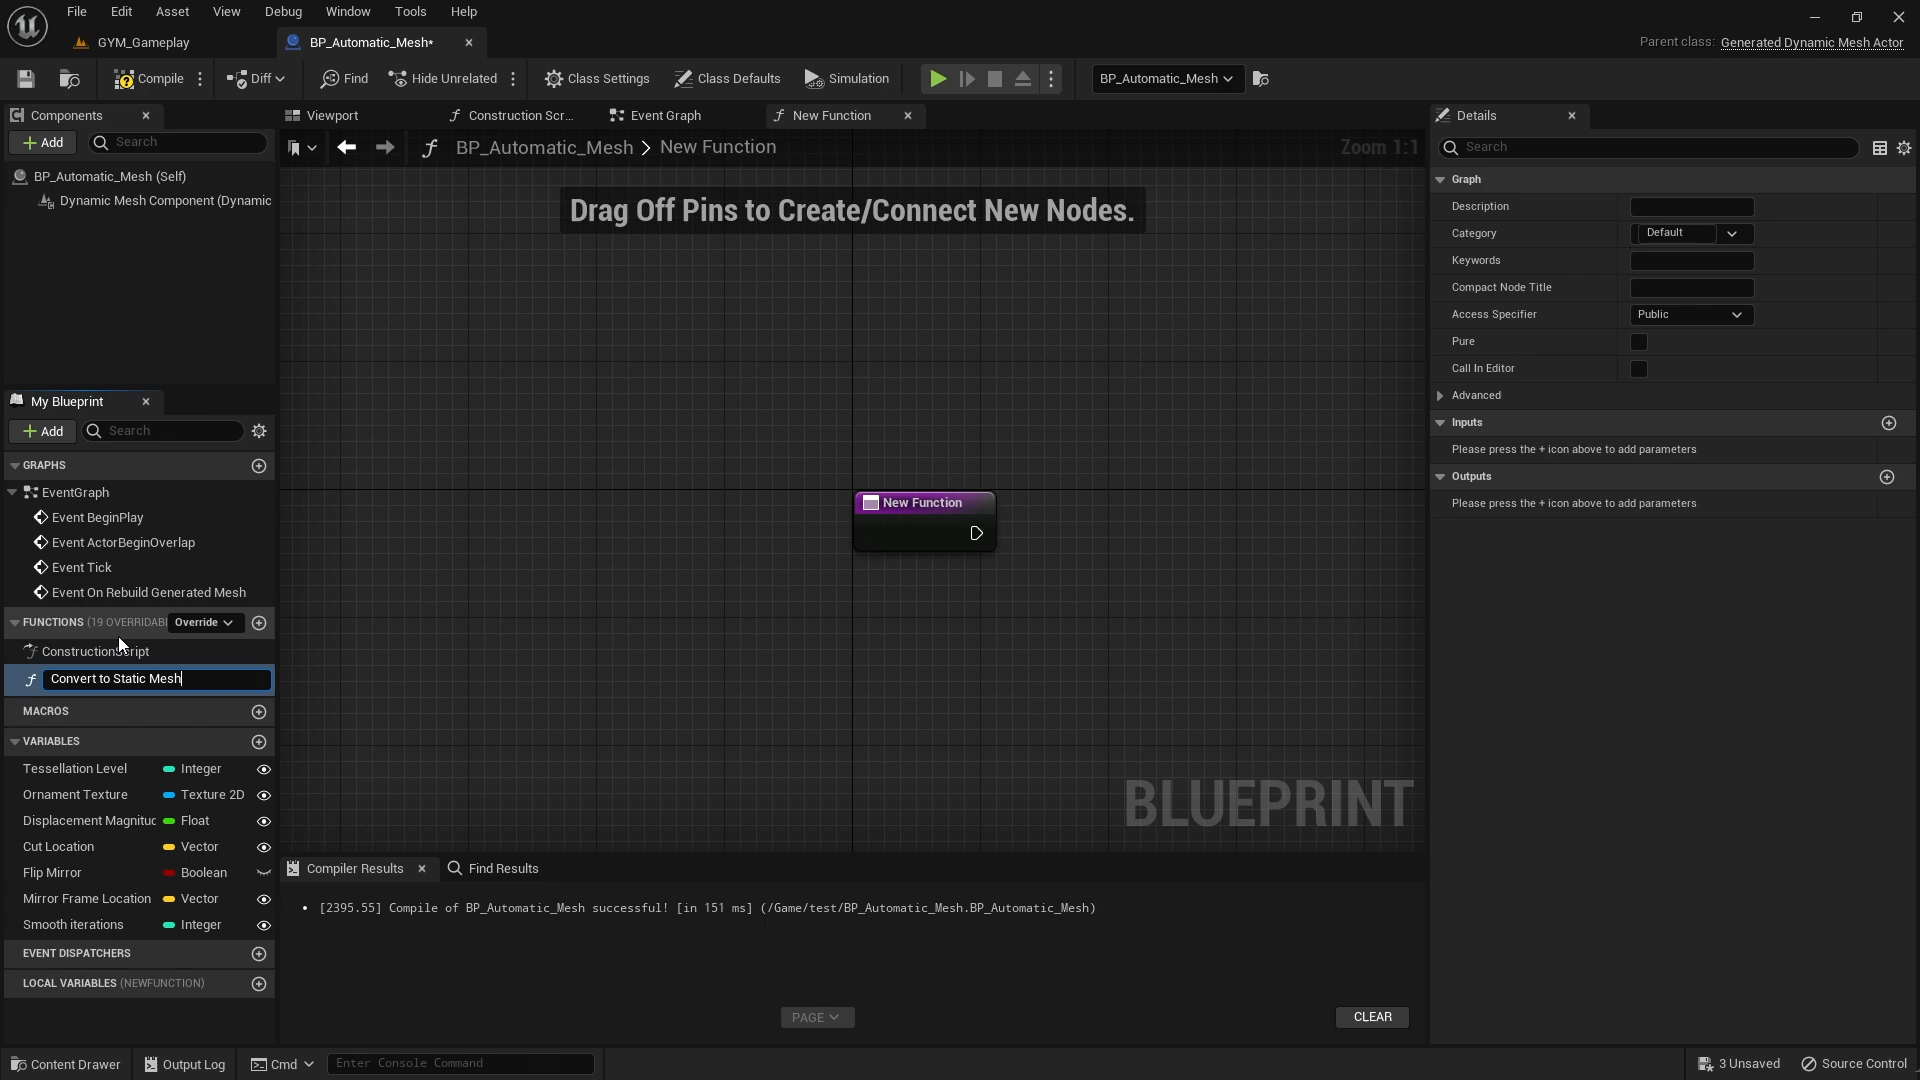 File Edit Asset View Debug Window Tools Help
GYM_Gameplay
BP_Automatic_Mesh*
Parent class: Generated Dynamic Mesh Actor
Compile
Diff
Find
Hide Unrelated
Class Settings
Class Defaults
Simulation
BP_Automatic_Mesh
Components
Add
Search
BP_Automatic_Mesh (Self)
Dynamic Mesh Component (Dynamic
My Blueprint
Add
Search
GRAPHS
EventGraph
Event BeginPlay
Event ActorBeginOverlap
Event Tick
Event On Rebuild Generated Mesh
FUNCTIONS (19 OVERRIDABL Override
ConstructionScript
Convert to Static Mesh
MACROS
VARIABLES
Tessellation Level Integer
Ornament Texture Texture 2D
Displacement Magnitud Float
Cut Location Vector
Flip Mirror Boolean
Mirror Frame Location Vector
Smooth iterations Integer
EVENT DISPATCHERS
LOCAL VARIABLES (NEWFUNCTION)
Viewport
Construction Scr...
Event Graph
New Function
BP_Automatic_Mesh > New Function
Zoom 1:1
Drag Off Pins to Create/Connect New Nodes.
New Function
BLUEPRINT
Compiler Results
Find Results
[2395.55] Compile of BP_Automatic_Mesh successful! [in 151 ms] (/Game/test/BP_Automatic_Mesh.BP_Automatic_Mesh)
PAGE
CLEAR
Details
Search
Graph
Description
Category Default
Keywords
Compact Node Title
Access Specifier Public
Pure
Call In Editor
Advanced
Inputs
Please press the + icon above to add parameters
Outputs
Please press the + icon above to add parameters
Content Drawer
Output Log
Cmd
Enter Console Command
3 Unsaved
Source Control